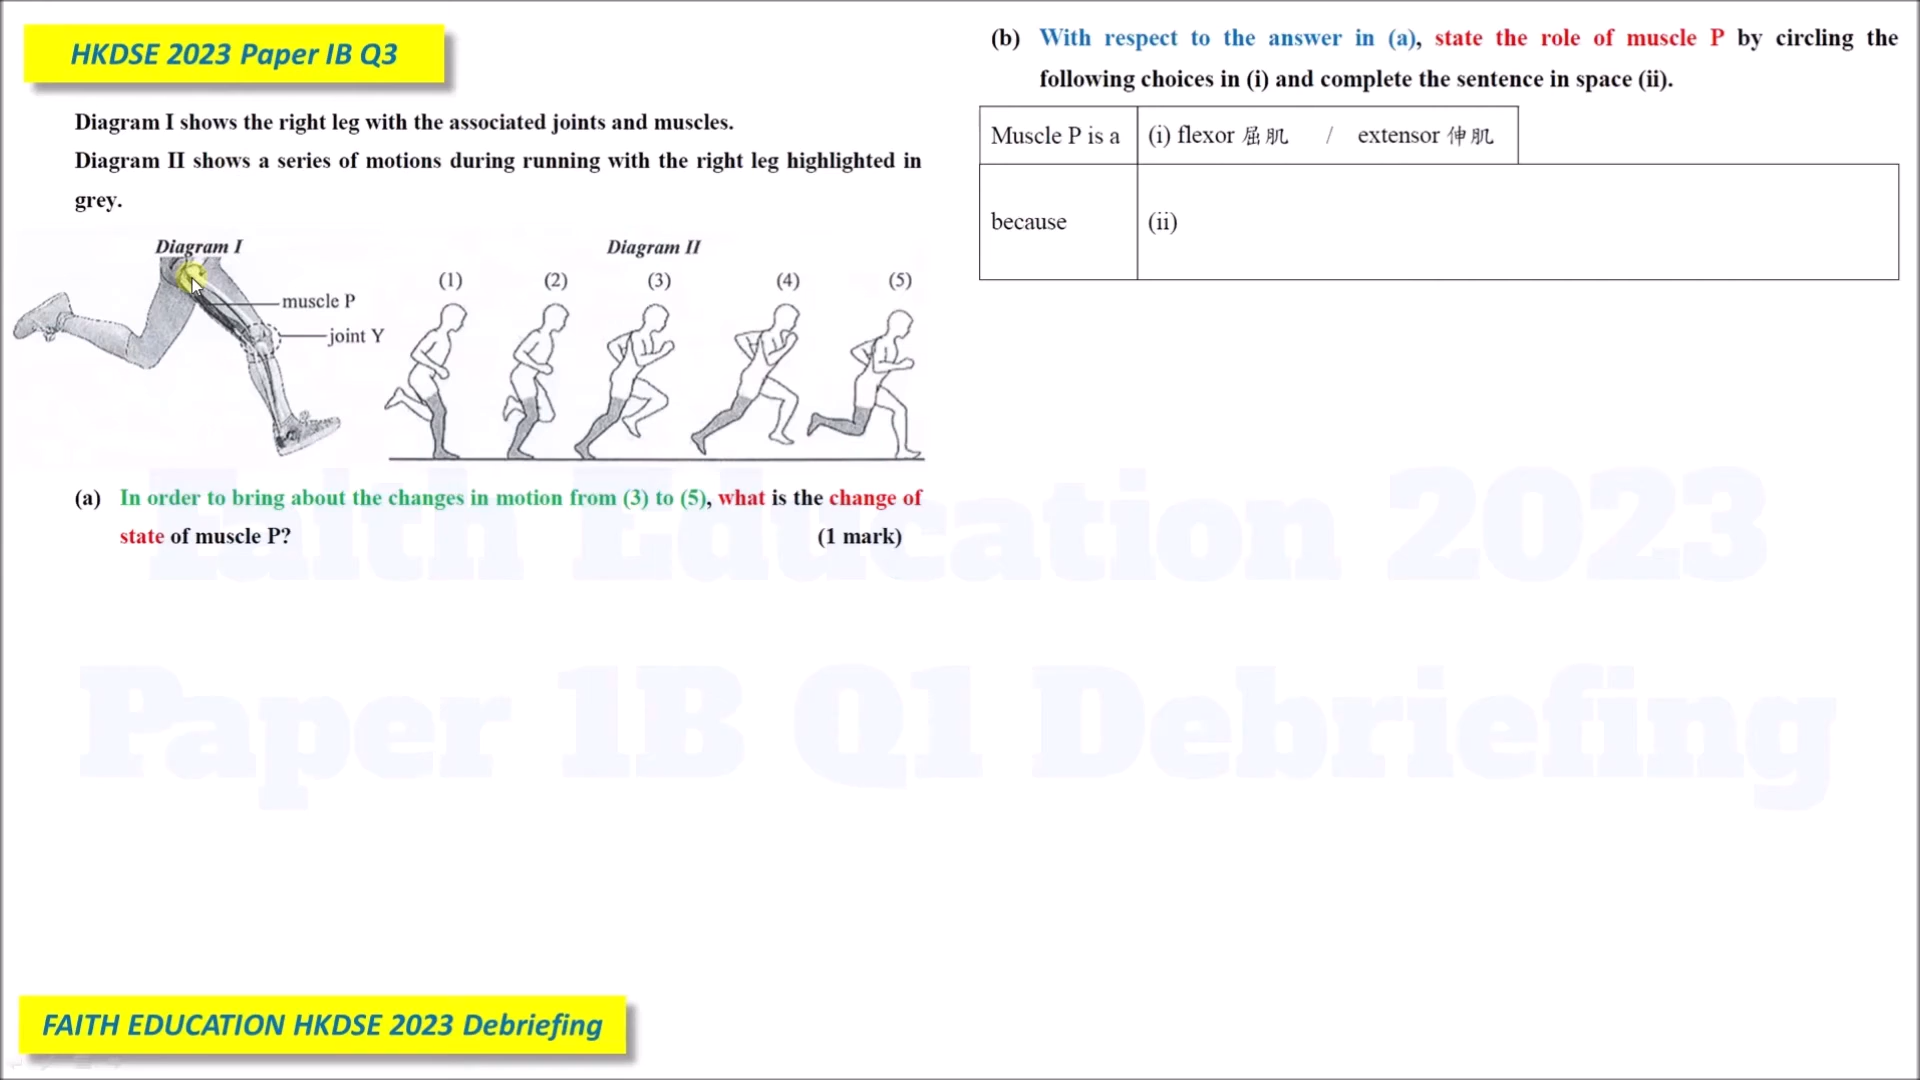 HKDSE 2023 Paper IB Q3
Diagram I shows the right leg with the associated joints and muscles.
Diagram II shows a series of motions during running with the right leg highlighted in
grey.
Diagram I
muscle P
joint Y
Diagram II
(1) (2) (3) (4) (5)
(a) In order to bring about the changes in motion from (3) to (5), what is the change of
state of muscle P? (1 mark)
(b) With respect to the answer in (a), state the role of muscle P by circling the
following choices in (i) and complete the sentence in space (ii).
Muscle P is a (i) flexor 屈肌 / extensor 伸肌
because (ii)
Faith Education 2023
Paper 1B Q1 Debriefing
FAITH EDUCATION HKDSE 2023 Debriefing